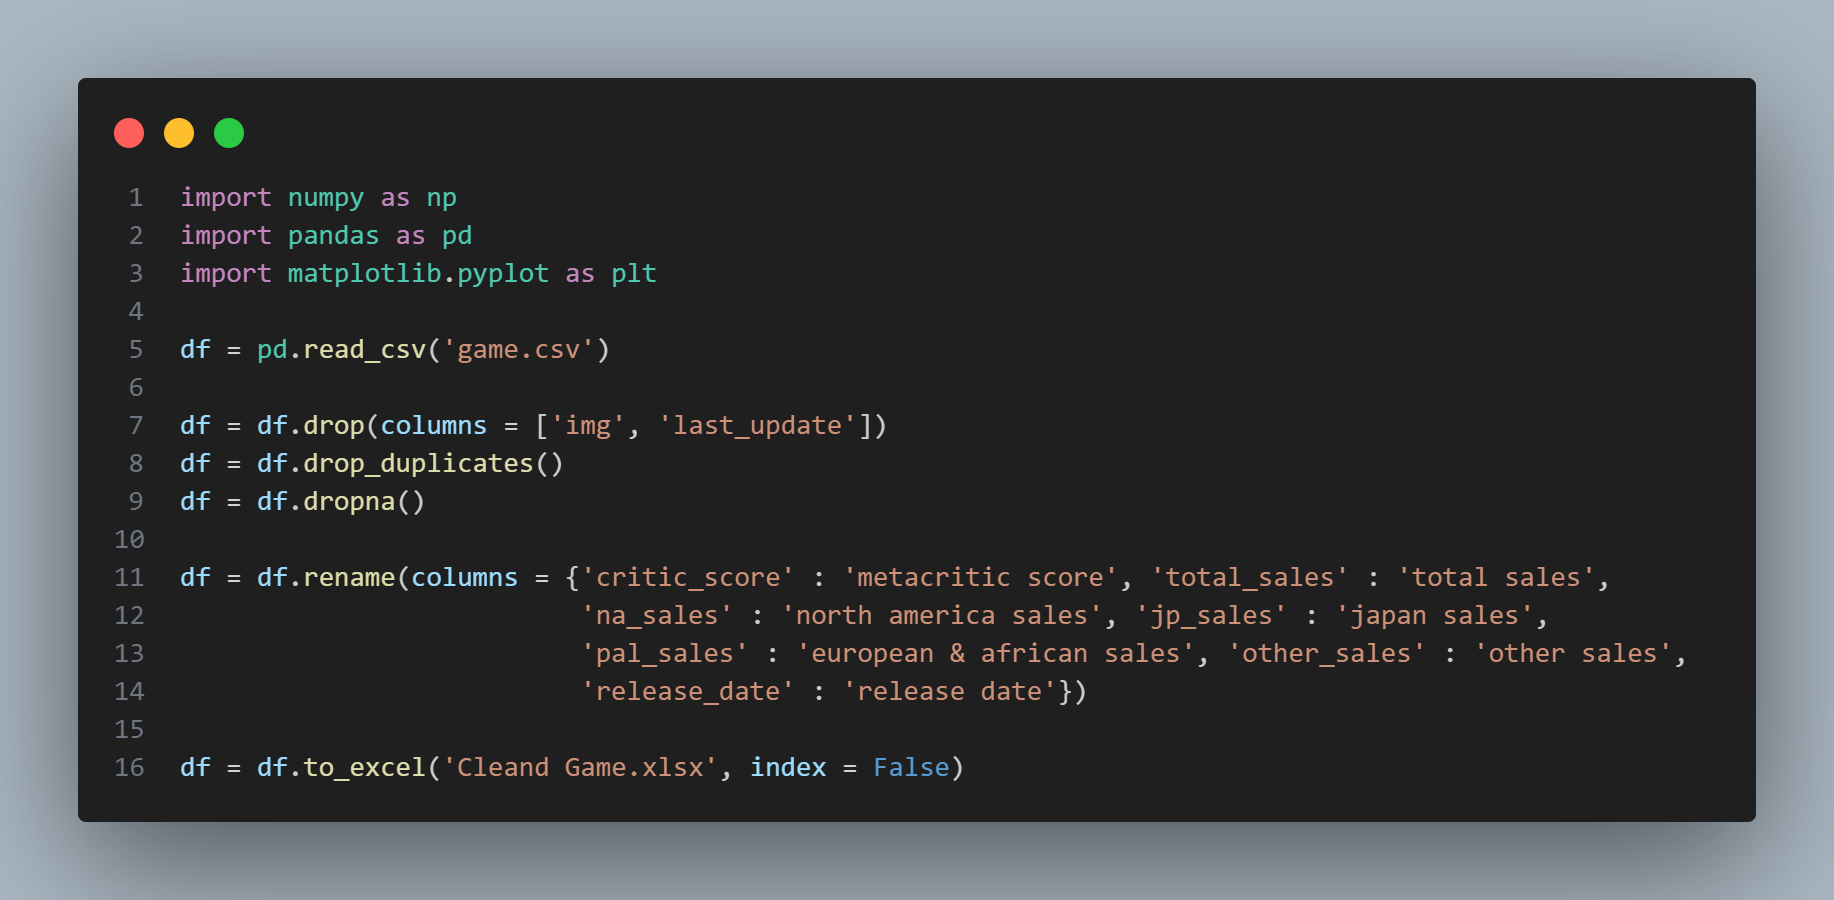 1 import numpy as np
2 import pandas as pd
3 import matplotlib.pyplot as plt
4
5 df = pd.read_csv('game.csv')
6
7 df = df.drop(columns = ['img', 'last_update'])
8 df = df.drop_duplicates()
9 df = df.dropna()
10
11 df = df.rename(columns = {'critic_score' : 'metacritic score', 'total_sales' : 'total sales',
12 'na_sales' : 'north america sales', 'jp_sales' : 'japan sales',
13 'pal_sales' : 'european & african sales', 'other_sales' : 'other sales',
14 'release_date' : 'release date'})
15
16 df = df.to_excel('Cleand Game.xlsx', index = False)